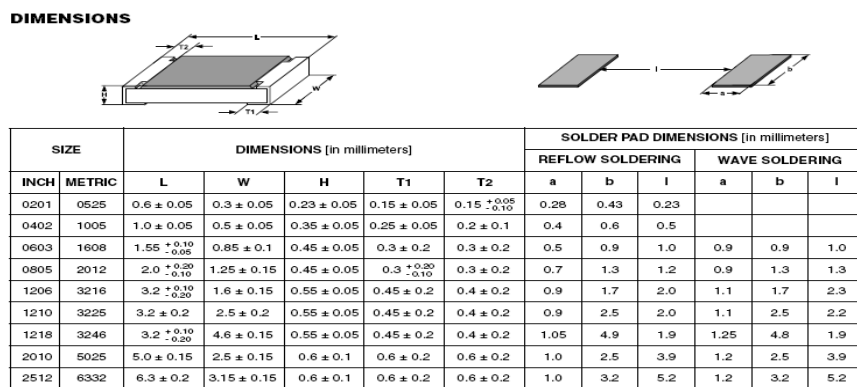 DIMENSIONS
L
T2
H
W
T1
l
b
a
SIZE DIMENSIONS [in millimeters] SOLDER PAD DIMENSIONS [in millimeters]
REFLOW SOLDERING WAVE SOLDERING
INCH METRIC L W H T1 T2 a b l a b l
0201 0525 0.6 ± 0.05 0.3 ± 0.05 0.23 ± 0.05 0.15 ± 0.05 0.15 + 0.05 - 0.10 0.28 0.43 0.23
0402 1005 1.0 ± 0.05 0.5 ± 0.05 0.35 ± 0.05 0.25 ± 0.05 0.2 ± 0.1 0.4 0.6 0.5
0603 1608 1.55 + 0.10 - 0.05 0.85 ± 0.1 0.45 ± 0.05 0.3 ± 0.2 0.3 ± 0.2 0.5 0.9 1.0 0.9 0.9 1.0
0805 2012 2.0 + 0.20 - 0.10 1.25 ± 0.15 0.45 ± 0.05 0.3 + 0.20 - 0.10 0.3 ± 0.2 0.7 1.3 1.2 0.9 1.3 1.3
1206 3216 3.2 + 0.10 - 0.20 1.6 ± 0.15 0.55 ± 0.05 0.45 ± 0.2 0.4 ± 0.2 0.9 1.7 2.0 1.1 1.7 2.3
1210 3225 3.2 ± 0.2 2.5 ± 0.2 0.55 ± 0.05 0.45 ± 0.2 0.4 ± 0.2 0.9 2.5 2.0 1.1 2.5 2.2
1218 3246 3.2 + 0.10 - 0.20 4.6 ± 0.15 0.55 ± 0.05 0.45 ± 0.2 0.4 ± 0.2 1.05 4.9 1.9 1.25 4.8 1.9
2010 5025 5.0 ± 0.15 2.5 ± 0.15 0.6 ± 0.1 0.6 ± 0.2 0.6 ± 0.2 1.0 2.5 3.9 1.2 2.5 3.9
2512 6332 6.3 ± 0.2 3.15 ± 0.15 0.6 ± 0.1 0.6 ± 0.2 0.6 ± 0.2 1.0 3.2 5.2 1.2 3.2 5.2